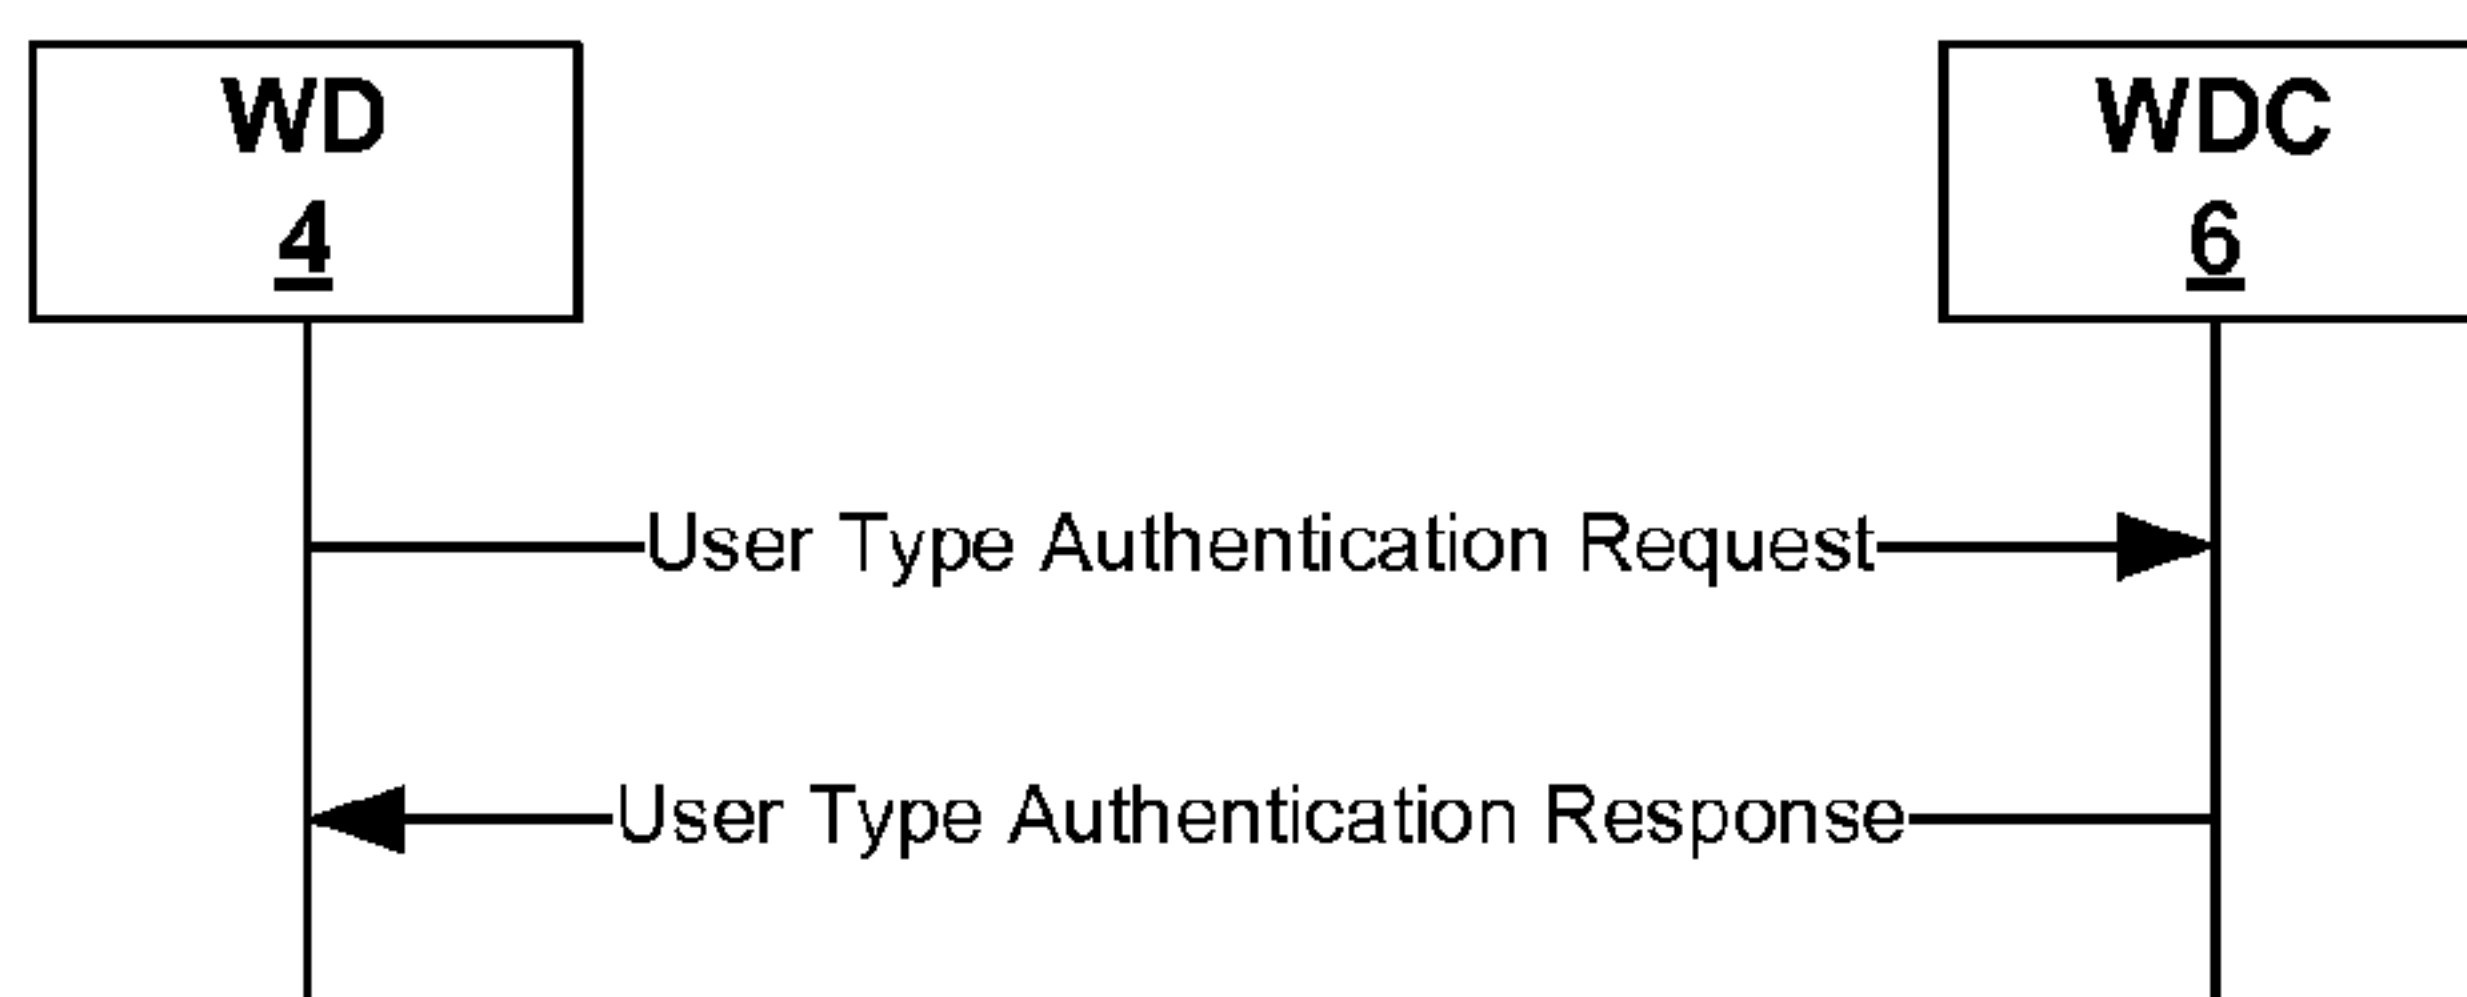 WD
4
WDC
6
User Type Authentication Request
User Type Authentication Response